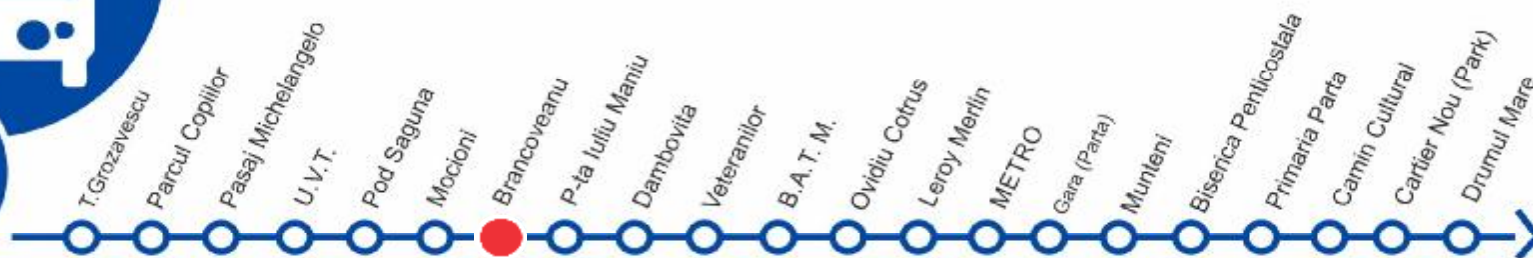 T.Grozavescu
Parcul Copiilor
Pasaj Michelangelo
U.V.T.
Pod Saguna
Mocioni
Brancoveanu
P-ta Iuliu Maniu
Dambovita
Veteranilor
B.A.T. M.
Ovidiu Cotrus
Leroy Merlin
METRO
Gara (Parta)
Munteni
Biserica Penticostala
Primaria Parta
Camin Cultural
Cartier Nou (Park)
Drumul Mare